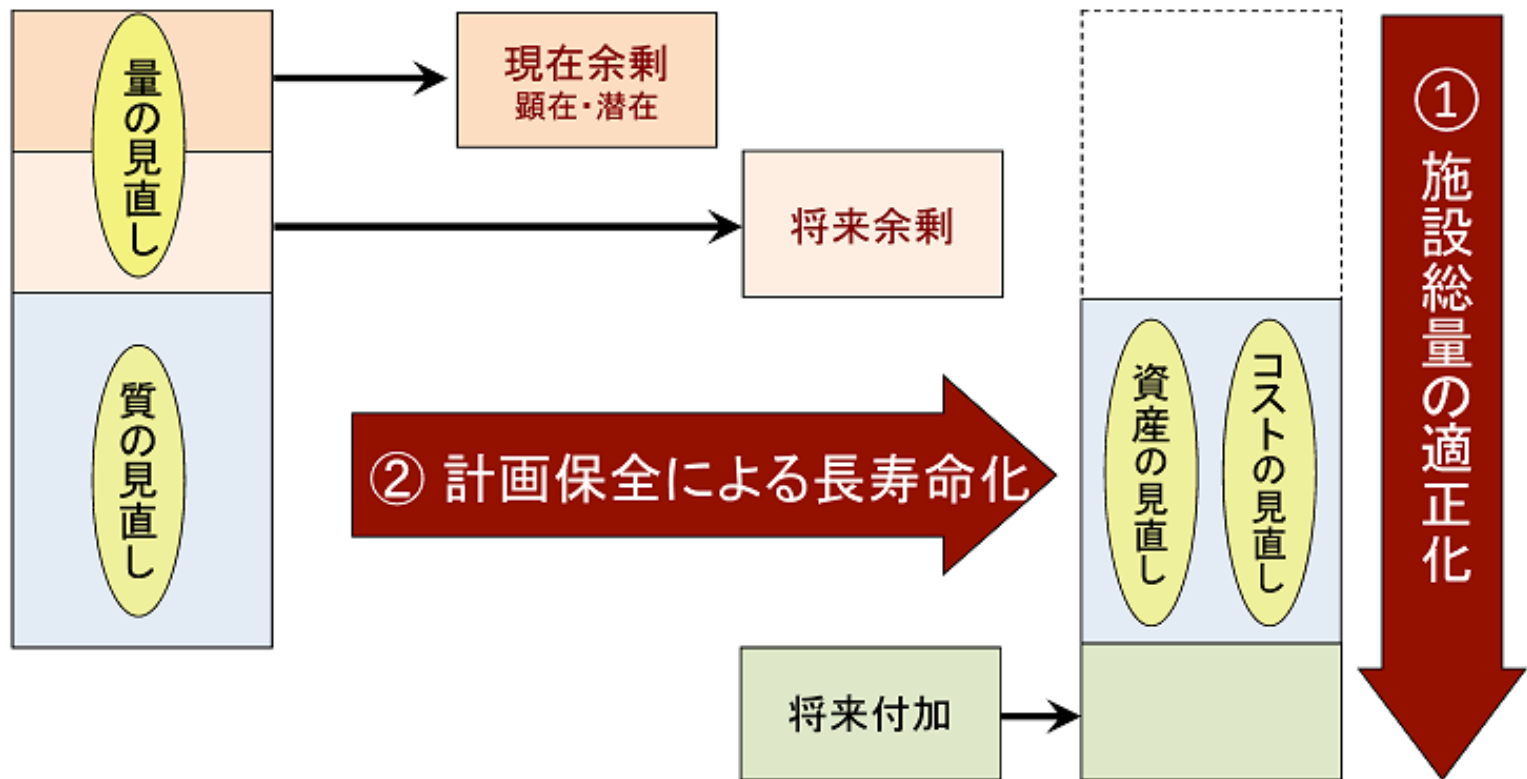 量の見直し
現在余剰
顕在・潜在
将来余剰
質の見直し
② 計画保全による長寿命化
資産の見直し
コストの見直し
将来付加
① 施設総量の適正化